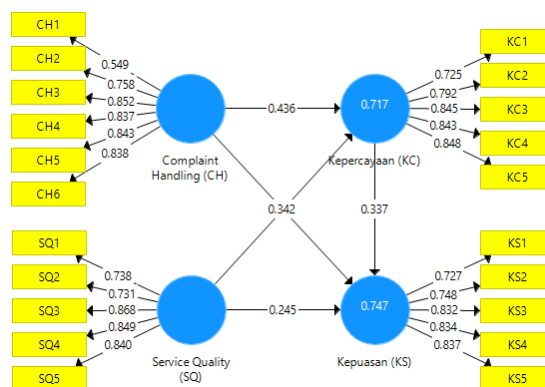 CH1
CH2
CH3
CH4
CH5
CH6
0.549
0.758
0.852
0.837
0.843
0.838
Complaint
Handling (CH)
0.436
0.717
Kepercayaan (KC)
0.725
0.792
0.845
0.843
0.848
KC1
KC2
KC3
KC4
KC5
0.342
0.337
SQ1
SQ2
SQ3
SQ4
SQ5
0.738
0.731
0.868
0.849
0.840
Service Quality
(SQ)
0.245
0.747
Kepuasan (KS)
0.727
0.748
0.832
0.834
0.837
KS1
KS2
KS3
KS4
KS5